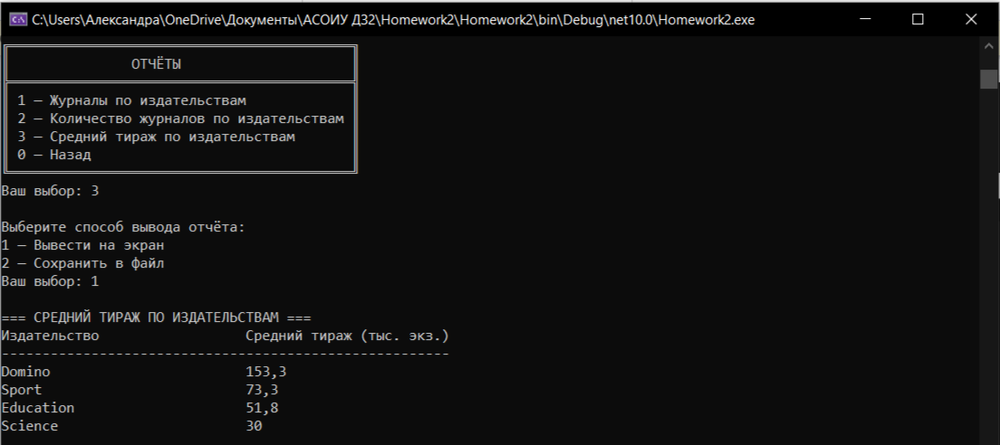 C:\Users\Александра\OneDrive\Документы\АСОИУ ДЗ2\Homework2\Homework2\bin\Debug\net10.0\Homework2.exe
ОТЧЁТЫ
1 — Журналы по издательствам
2 — Количество журналов по издательствам
3 — Средний тираж по издательствам
0 — Назад
Ваш выбор: 3
Выберите способ вывода отчёта:
1 — Вывести на экран
2 — Сохранить в файл
Ваш выбор: 1
=== СРЕДНИЙ ТИРАЖ ПО ИЗДАТЕЛЬСТВАМ ===
Издательство Средний тираж (тыс. экз.)
-------------------------------------------------------
Domino 153,3
Sport 73,3
Education 51,8
Science 30